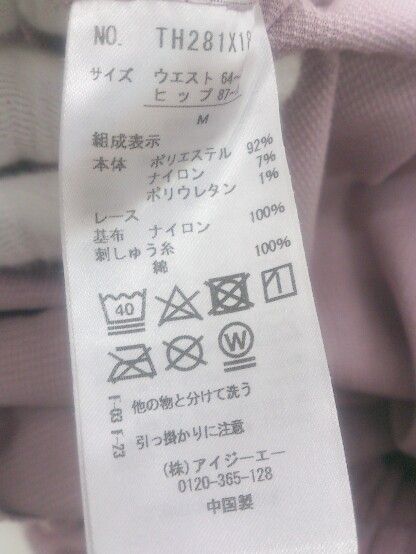 NO. TH281X19
サイズ ウエスト 64~
ヒップ 87~
M
組成表示
本体 ポリエステル 92%
ナイロン 7%
ポリウレタン 1%
レース
基布 ナイロン 100%
刺しゅう糸
綿 100%
40
W
他の物と分けて洗う
引っ掛かりに注意
(株)アイジーエー
0120-365-128
中国製